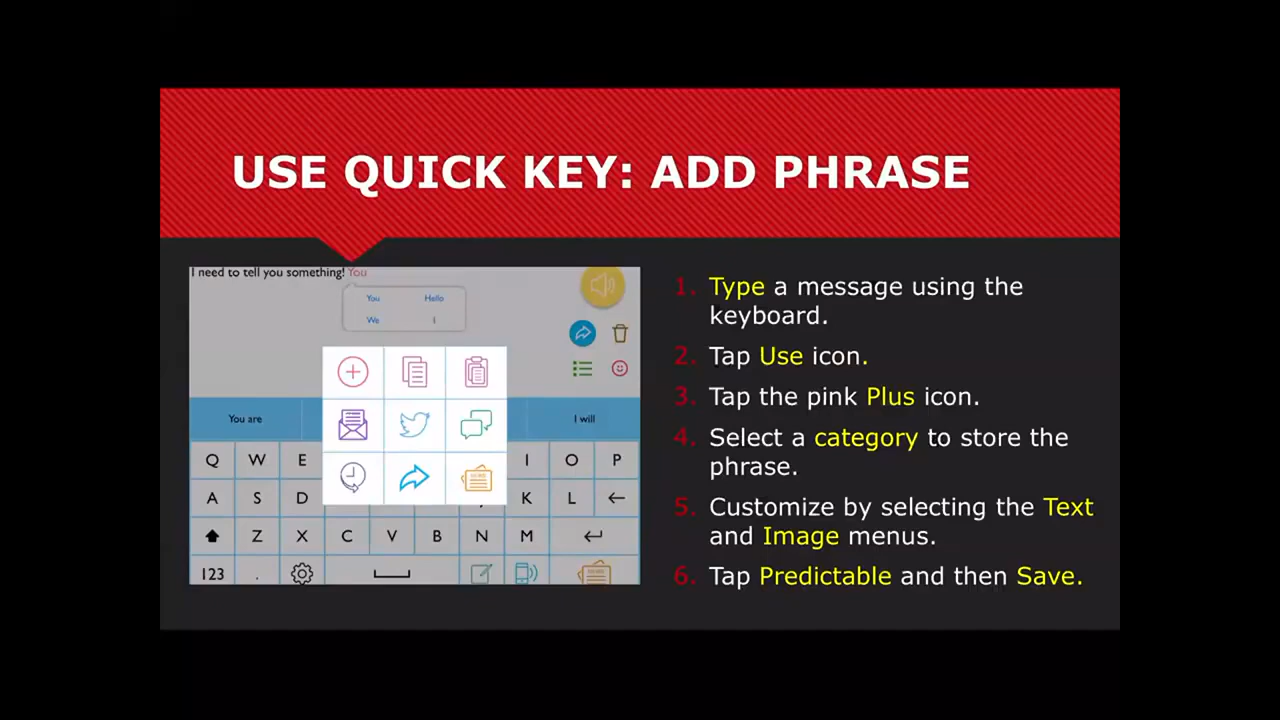 USE QUICK KEY: ADD PHRASE
I need to tell you something! You
You Hello
We I
You are I will
Q W E I O P
A S D K L
Z X C V B N M
123 .
1. Type a message using the
keyboard.
2. Tap Use icon.
3. Tap the pink Plus icon.
4. Select a category to store the
phrase.
5. Customize by selecting the Text
and Image menus.
6. Tap Predictable and then Save.